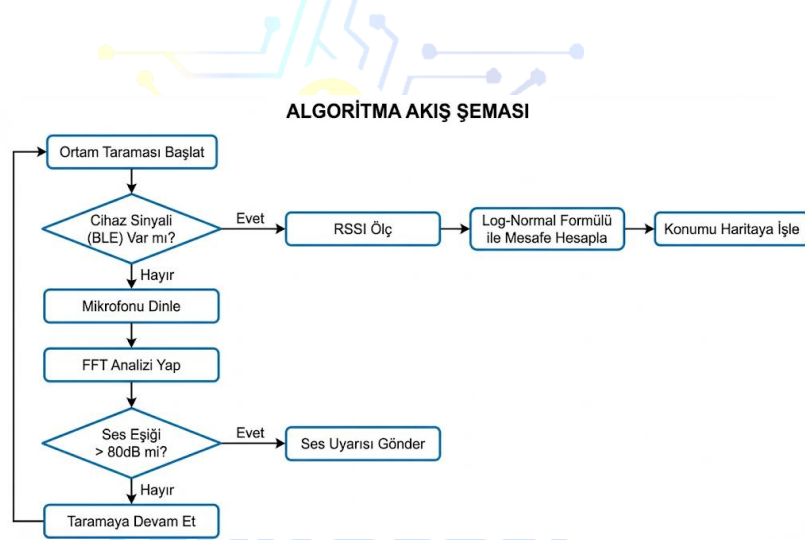 ALGORİTMA AKIŞ ŞEMASI
Ortam Taraması Başlat
Cihaz Sinyali
(BLE) Var mı?
Evet
RSSI Ölç
Log-Normal Formülü
ile Mesafe Hesapla
Konumu Haritaya İşle
Hayır
Mikrofonu Dinle
FFT Analizi Yap
Ses Eşiği
> 80dB mi?
Evet
Ses Uyarısı Gönder
Hayır
Taramaya Devam Et